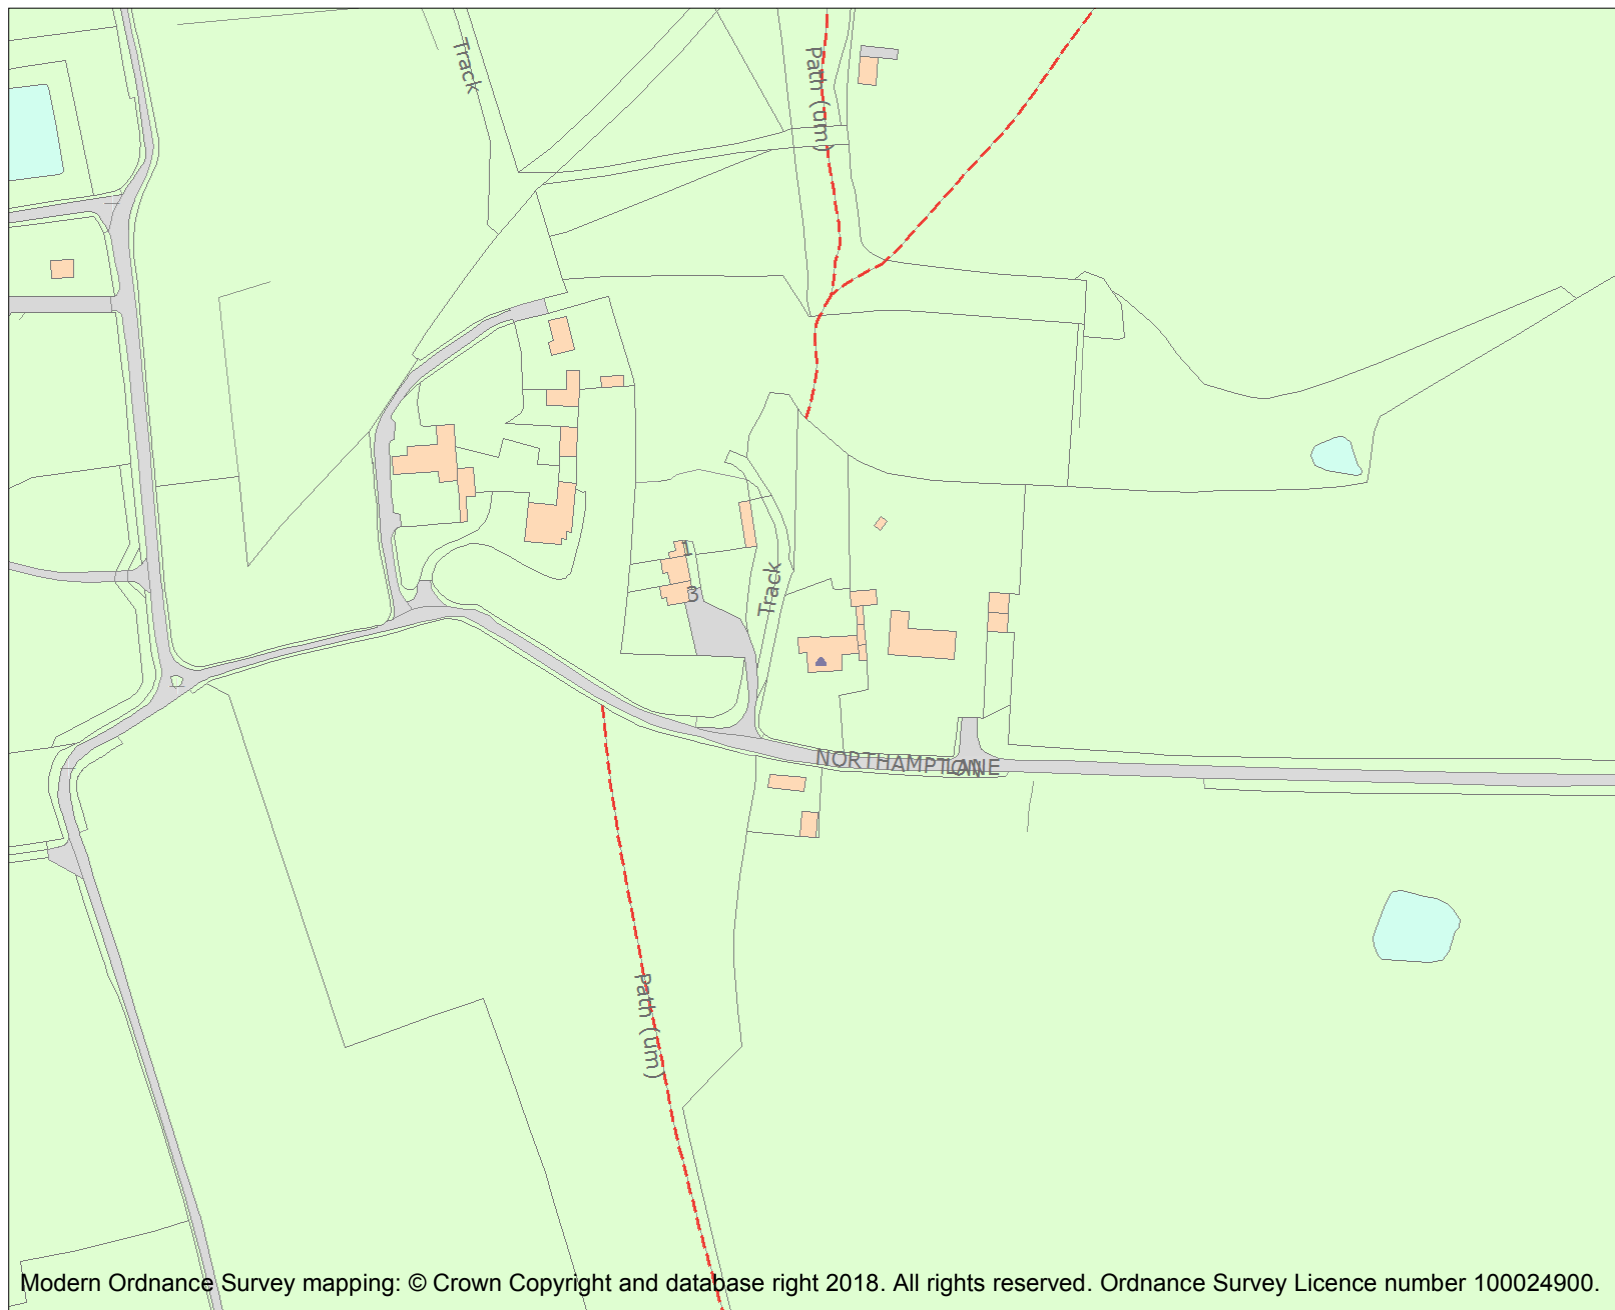 Track
Path (um)
1
3
Track
NORTHAMPTON LANE
Path (um)
Modern Ordnance Survey mapping: © Crown Copyright and database right 2018. All rights reserved. Ordnance Survey Licence number 100024900.